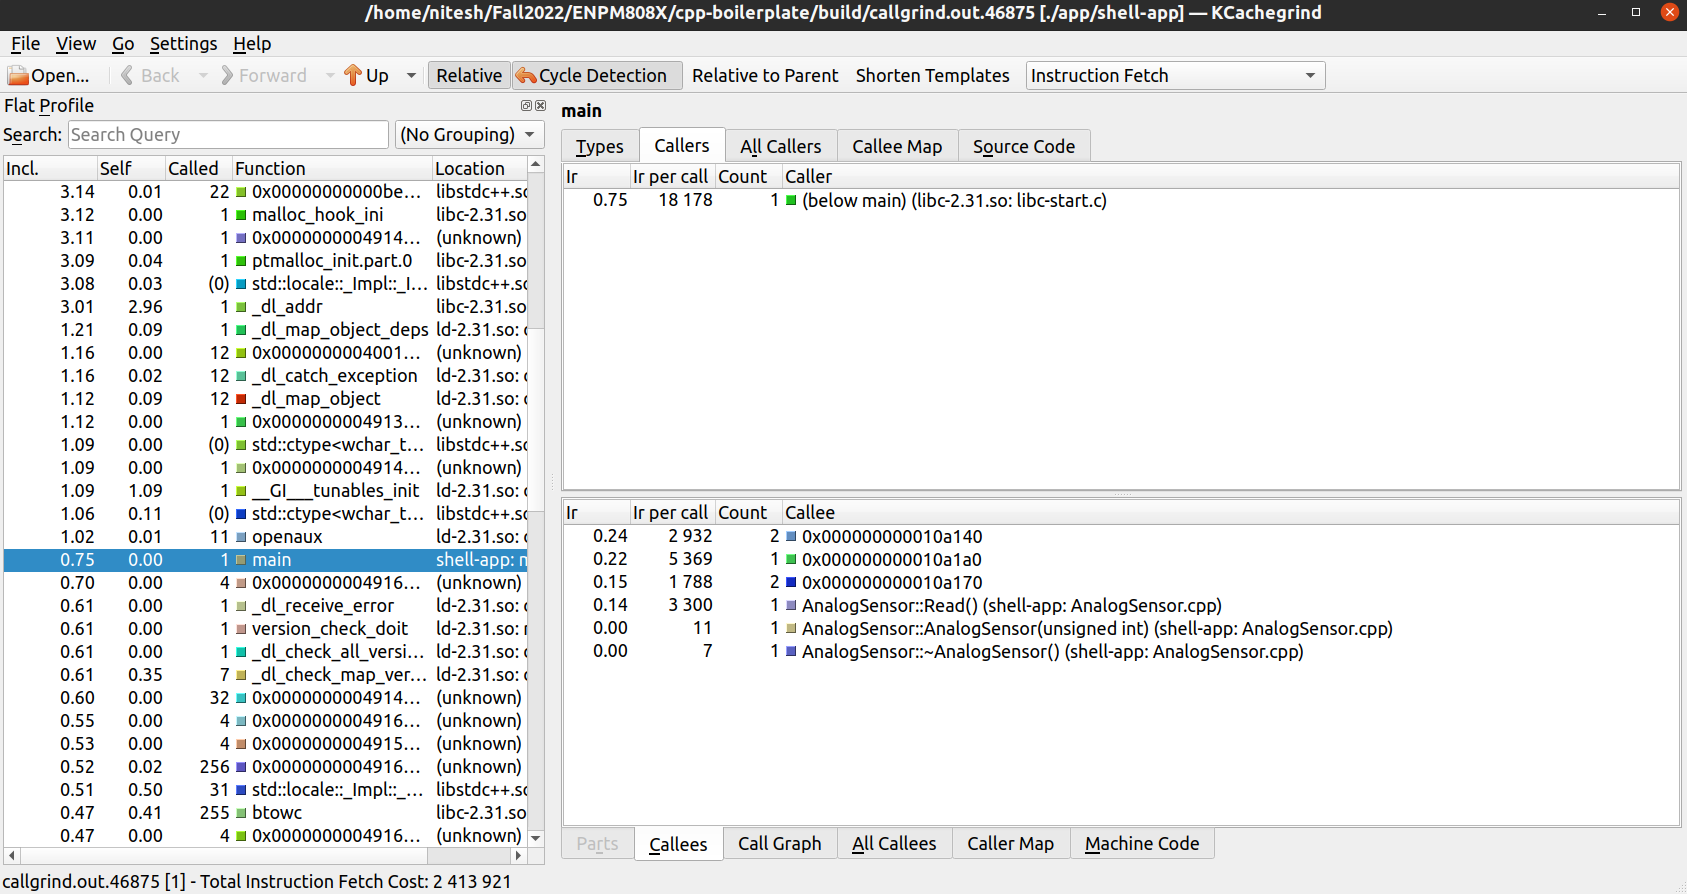 /home/nitesh/Fall2022/ENPM808X/cpp-boilerplate/build/callgrind.out.46875 [./app/shell-app] — KCachegrind
File View Go Settings Help
Open... Back Forward Up Relative Cycle Detection Relative to Parent Shorten Templates Instruction Fetch
Flat Profile
Search: Search Query (No Grouping)
Incl. Self Called Function Location
3.14 0.01 22 0x00000000000be... libstdc++.so
3.12 0.00 1 malloc_hook_ini libc-2.31.so
3.11 0.00 1 0x0000000004914... (unknown)
3.09 0.04 1 ptmalloc_init.part.0 libc-2.31.so
3.08 0.03 (0) std::locale::_Impl::_I... libstdc++.so
3.01 2.96 1 _dl_addr libc-2.31.so
1.21 0.09 1 _dl_map_object_deps ld-2.31.so: 
1.16 0.00 12 0x0000000004001... (unknown)
1.16 0.02 12 _dl_catch_exception ld-2.31.so: 
1.12 0.09 12 _dl_map_object ld-2.31.so: 
1.12 0.00 1 0x0000000004913... (unknown)
1.09 0.00 (0) std::ctype<wchar_t... libstdc++.so
1.09 0.00 1 0x0000000004914... (unknown)
1.09 1.09 1 __GI___tunables_init ld-2.31.so: 
1.06 0.11 (0) std::ctype<wchar_t... libstdc++.so
1.02 0.01 11 openaux ld-2.31.so: 
0.75 0.00 1 main shell-app: 
0.70 0.00 4 0x0000000004916... (unknown)
0.61 0.00 1 _dl_receive_error ld-2.31.so: 
0.61 0.00 1 version_check_doit ld-2.31.so: 
0.61 0.00 1 _dl_check_all_versi... ld-2.31.so: 
0.61 0.35 7 _dl_check_map_ver... ld-2.31.so: 
0.60 0.00 32 0x0000000004914... (unknown)
0.55 0.00 4 0x0000000004916... (unknown)
0.53 0.00 4 0x0000000004915... (unknown)
0.52 0.02 256 0x0000000004916... (unknown)
0.51 0.50 31 std::locale::_Impl::_... libstdc++.so
0.47 0.41 255 btowc libc-2.31.so
0.47 0.00 4 0x0000000004916... (unknown)
main
Types Callers All Callers Callee Map Source Code
Ir Ir per call Count Caller
0.75 18 178 1 (below main) (libc-2.31.so: libc-start.c)
Ir Ir per call Count Callee
0.24 2 932 2 0x000000000010a140
0.22 5 369 1 0x000000000010a1a0
0.15 1 788 2 0x000000000010a170
0.14 3 300 1 AnalogSensor::Read() (shell-app: AnalogSensor.cpp)
0.00 11 1 AnalogSensor::AnalogSensor(unsigned int) (shell-app: AnalogSensor.cpp)
0.00 7 1 AnalogSensor::~AnalogSensor() (shell-app: AnalogSensor.cpp)
Parts Callees Call Graph All Callees Caller Map Machine Code
callgrind.out.46875 [1] - Total Instruction Fetch Cost: 2 413 921